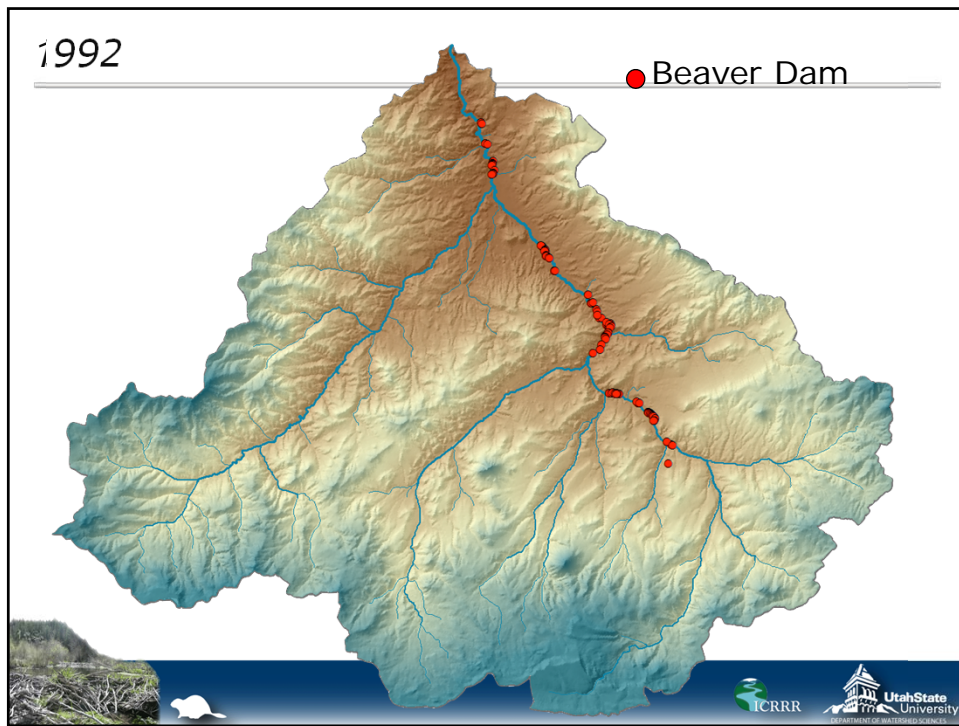 1992
Beaver Dam
ICRRR
UtahState
University
DEPARTMENT OF WATERSHED SCIENCES